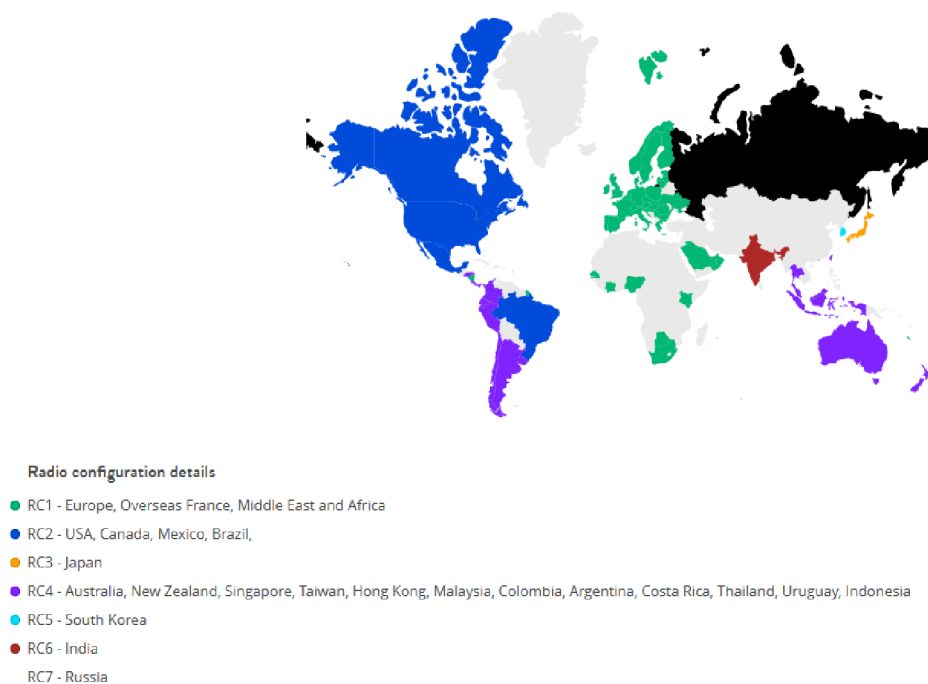 Radio configuration details
RC1 - Europe, Overseas France, Middle East and Africa
RC2 - USA, Canada, Mexico, Brazil,
RC3 - Japan
RC4 - Australia, New Zealand, Singapore, Taiwan, Hong Kong, Malaysia, Colombia, Argentina, Costa Rica, Thailand, Uruguay, Indonesia
RC5 - South Korea
RC6 - India
RC7 - Russia